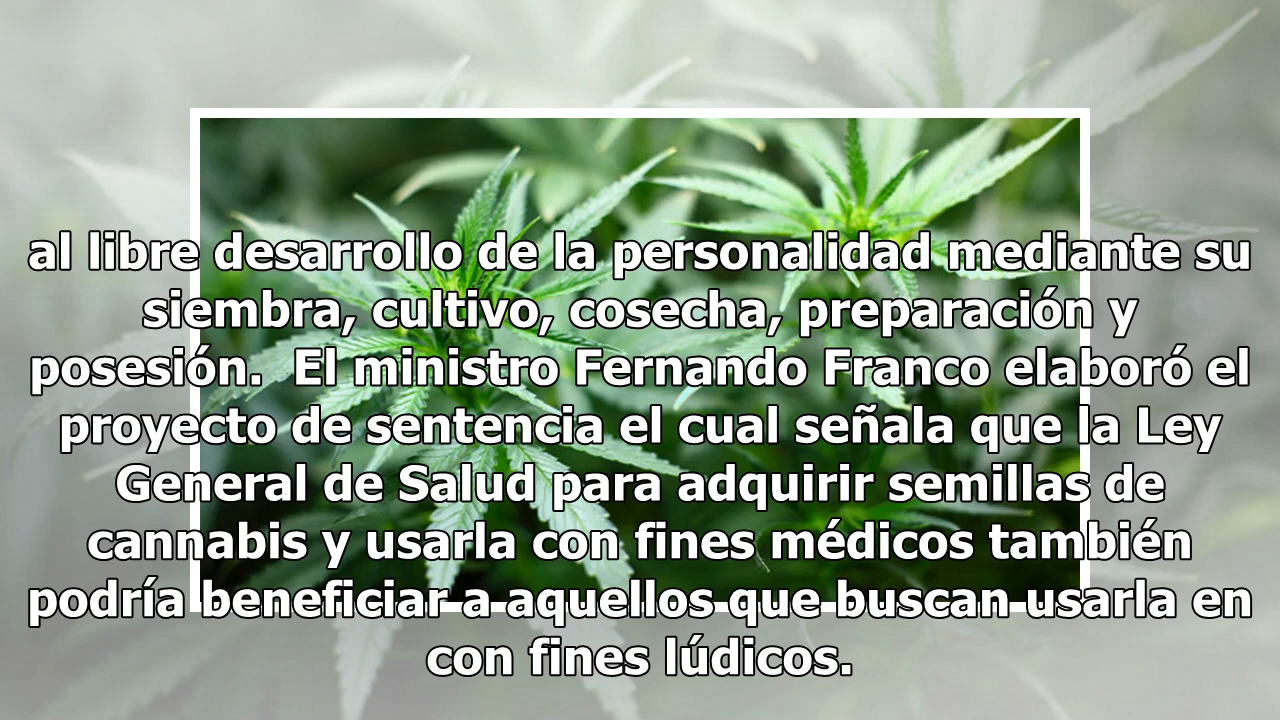 al libre desarrollo de la personalidad mediante su
siembra, cultivo, cosecha, preparación y
posesión.  El ministro Fernando Franco elaboró el
proyecto de sentencia el cual señala que la Ley
General de Salud para adquirir semillas de
cannabis y usarla con fines médicos también
podría beneficiar a aquellos que buscan usarla en
con fines lúdicos.